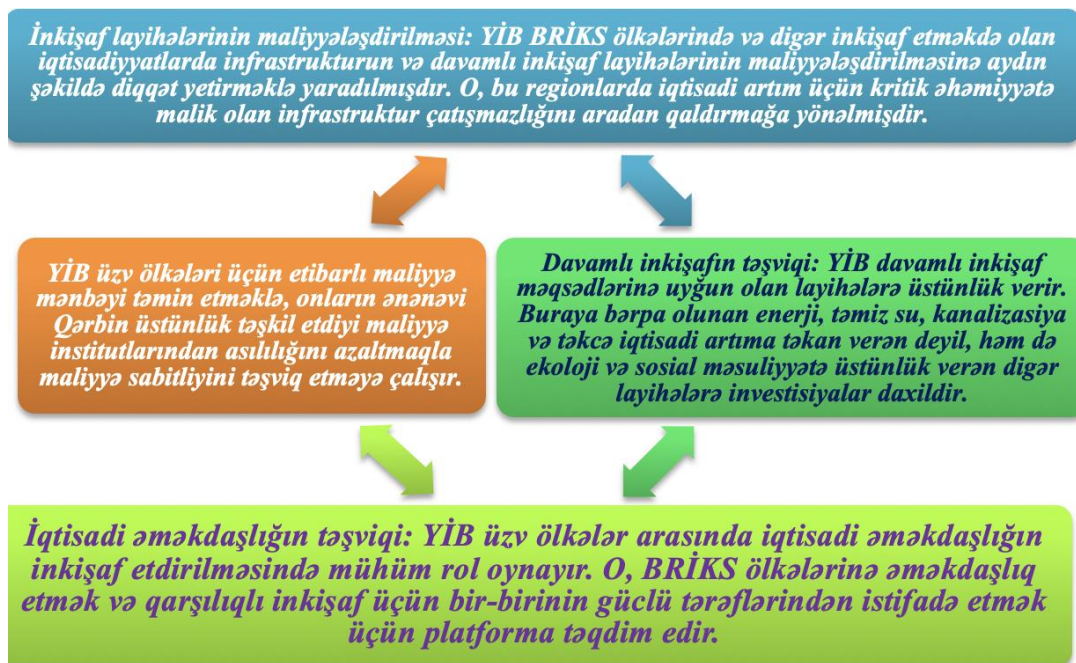 İnkişaf layihələrinin maliyyələşdirilməsi: YİB BRİKS ölkələrində və digər inkişaf etməkdə olan
iqtisadiyyatlarda infrastrukturun və davamlı inkişaf layihələrinin maliyyələşdirilməsinə aydın
şəkildə diqqət yetirməklə yaradılmışdır. O, bu regionlarda iqtisadi artım üçün kritik əhəmiyyətə
malik olan infrastruktur çatışmazlığını aradan qaldırmağa yönəlmişdir.
YİB üzv ölkələri üçün etibarlı maliyyə
mənbəyi təmin etməklə, onların ənənəvi
Qərbin üstünlük təşkil etdiyi maliyyə
institutlarından asılılığını azaltmaqla
maliyyə sabitliyini təşviq etməyə çalışır.
Davamlı inkişafın təşviqi: YİB davamlı inkişaf
məqsədlərinə uyğun olan layihələrə üstünlük verir.
Buraya bərpa olunan enerji, təmiz su, kanalizasiya
və təkcə iqtisadi artıma təkan verən deyil, həm də
ekoloji və sosial məsuliyyətə üstünlük verən digər
layihələrə investisiyalar daxildir.
İqtisadi əməkdaşlığın təşviqi: YİB üzv ölkələr arasında iqtisadi əməkdaşlığın
inkişaf etdirilməsində mühüm rol oynayır. O, BRİKS ölkələrinə əməkdaşlıq
etmək və qarşılıqlı inkişaf üçün bir-birinin güclü tərəflərindən istifadə etmək
üçün platforma təqdim edir.